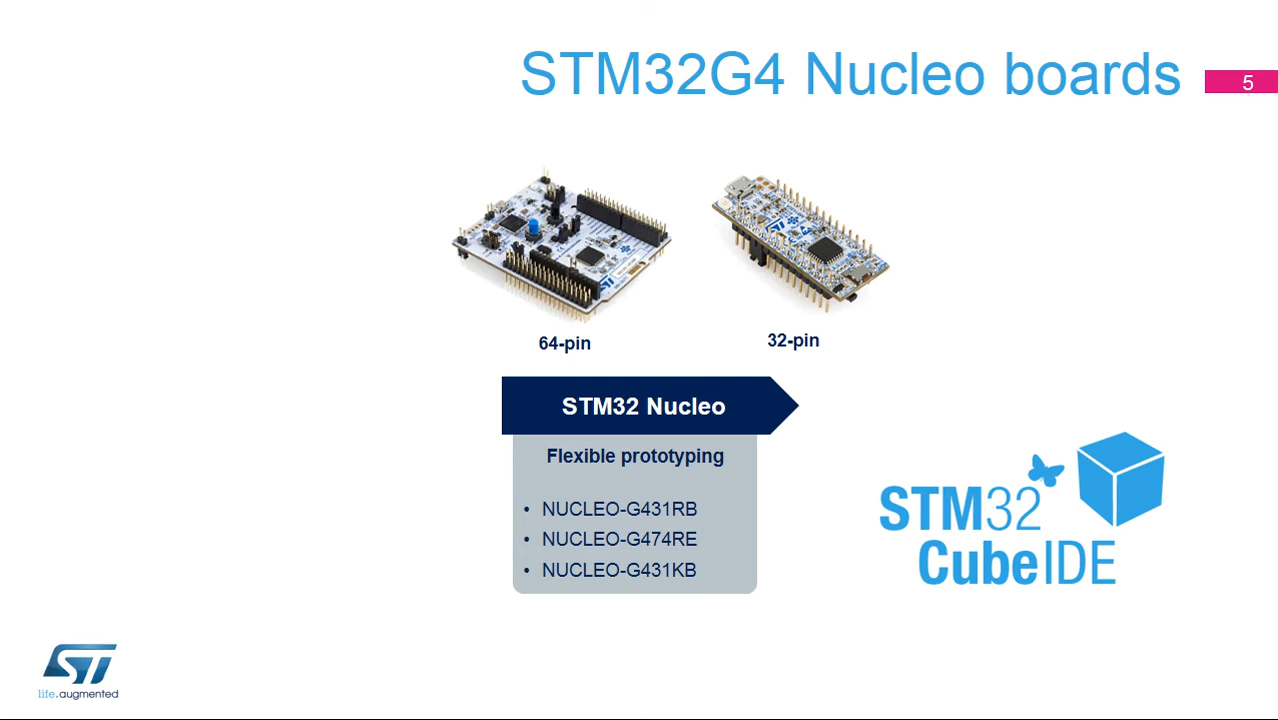 STM32G4 Nucleo boards
5
64-pin
32-pin
STM32 Nucleo
Flexible prototyping
• NUCLEO-G431RB
• NUCLEO-G474RE
• NUCLEO-G431KB
STM32
CubeIDE
ST
life.augmented